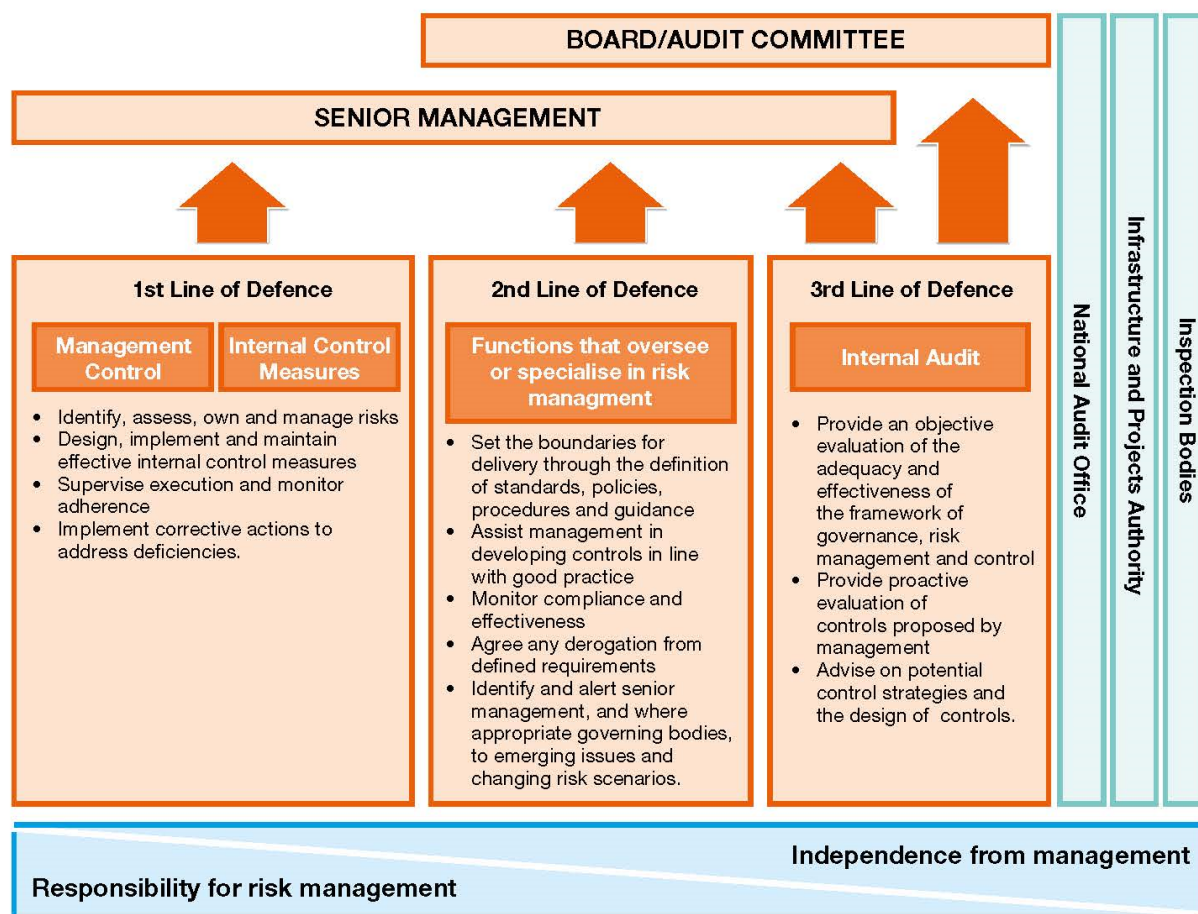 BOARD/AUDIT COMMITTEE
SENIOR MANAGEMENT
1st Line of Defence
Management
Control
Internal Control
Measures
• Identify, assess, own and manage risks
• Design, implement and maintain
effective internal control measures
• Supervise execution and monitor
adherence
• Implement corrective actions to
address deficiencies.
2nd Line of Defence
Functions that oversee
or specialise in risk
managment
• Set the boundaries for
delivery through the definition
of standards, policies,
procedures and guidance
• Assist management in
developing controls in line
with good practice
• Monitor compliance and
effectiveness
• Agree any derogation from
defined requirements
• Identify and alert senior
management, and where
appropriate governing bodies,
to emerging issues and
changing risk scenarios.
3rd Line of Defence
Internal Audit
• Provide an objective
evaluation of the
adequacy and
effectiveness of
the framework of
governance, risk
management and control
• Provide proactive
evaluation of
controls proposed by
management
• Advise on potential
control strategies and
the design of controls.
National Audit Office
Infrastructure and Projects Authority
Inspection Bodies
Independence from management
Responsibility for risk management